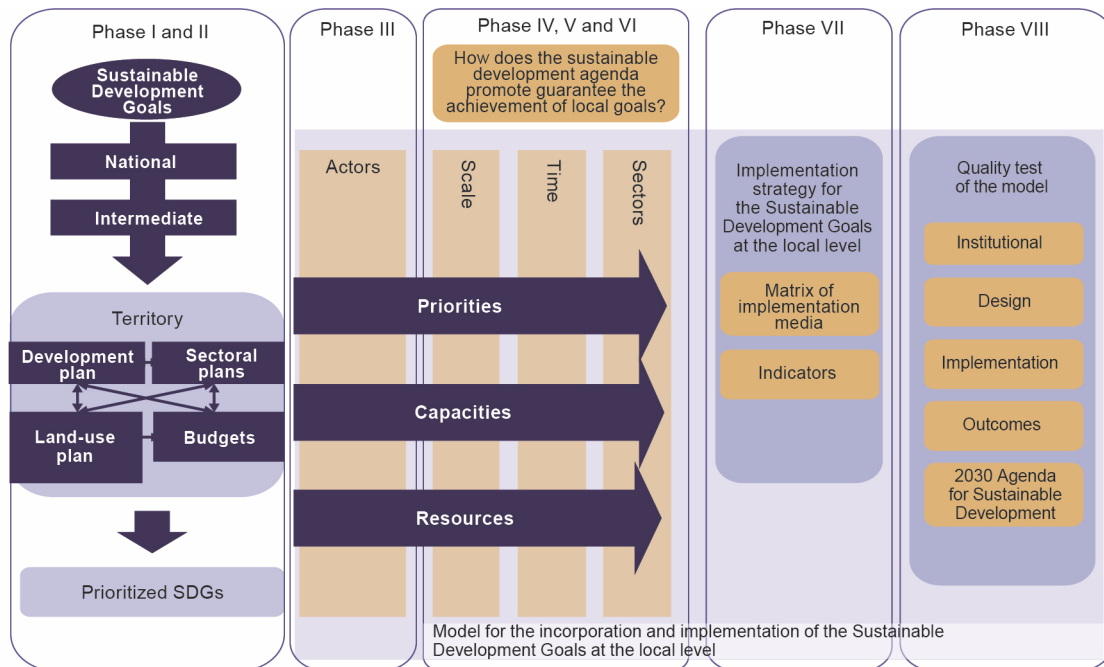 Phase I and II
Sustainable
Development
Goals
National
Intermediate
Territory
Development
plan
Sectoral
plans
Land-use
plan
Budgets
Prioritized SDGs
Phase III
Actors
Phase IV, V and VI
How does the sustainable
development agenda
promote guarantee the
achievement of local goals?
Scale
Time
Sectors
Priorities
Capacities
Resources
Phase VII
Implementation
strategy for
the Sustainable
Development Goals
at the local level
Matrix of
implementation
media
Indicators
Phase VIII
Quality test
of the model
Institutional
Design
Implementation
Outcomes
2030 Agenda
for Sustainable
Development
Model for the incorporation and implementation of the Sustainable
Development Goals at the local level